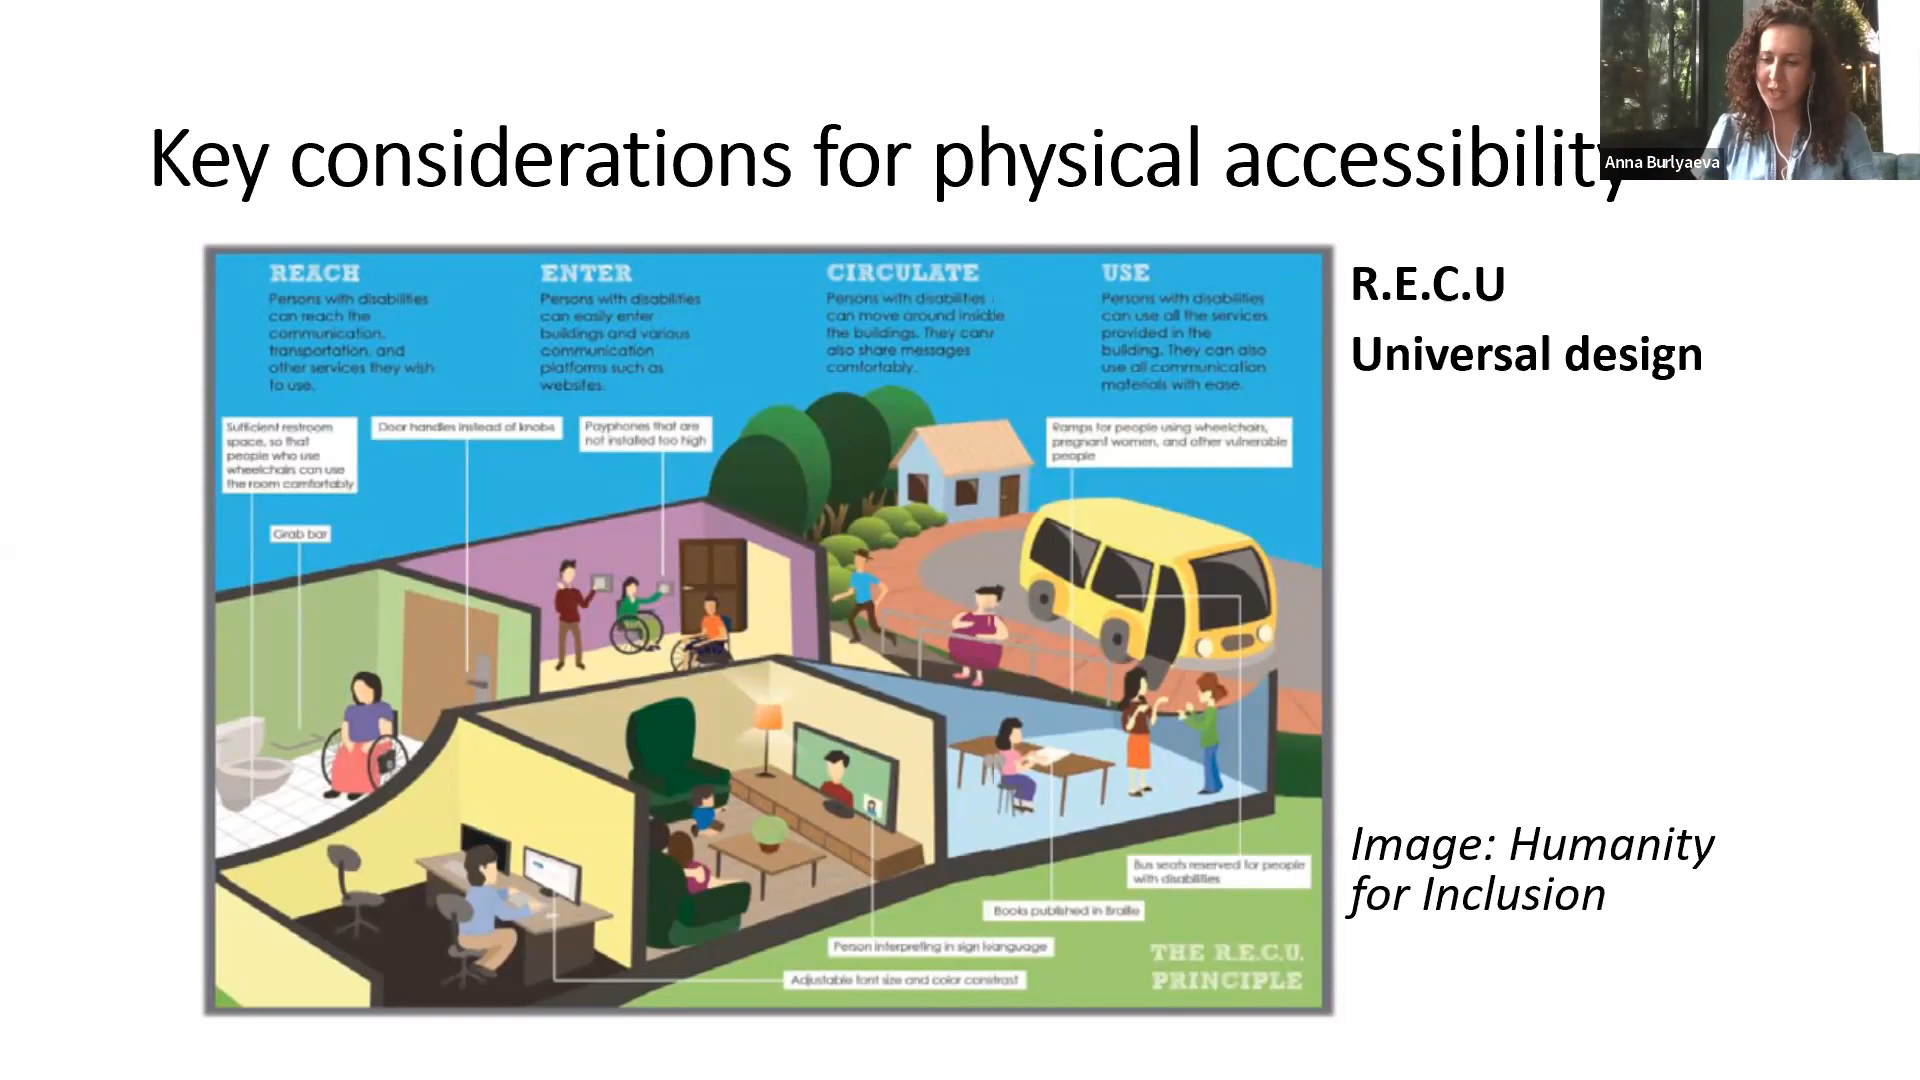 Key considerations for physical accessibility
Anna Burlyaeva
R.E.C.U
Universal design
REACH
Persons with disabilities
can reach the
communication,
transportation, and
other services they wish
to use.
ENTER
Persons with disabilities
can easily enter
buildings and various
communication
platforms such as
websites.
CIRCULATE
Persons with disabilities
can move around inside
the buildings. They can
also share messages
comfortably.
USE
Persons with disabilities
can use all the services
provided in the
building. They can also
use all communication
materials with ease.
Sufficient restroom
space, so that
people who use
wheelchairs can use
the room comfortably
Door handles instead of knobs
Payphones that are
not installed too high
Ramps for people using wheelchairs,
pregnant women, and other vulnerable
people
Grab bar
Bus seats reserved for people
with disabilities
Books published in Braille
Person interpreting in sign language
Adjustable font size and color constrast
THE R.E.C.U.
PRINCIPLE
Image: Humanity
for Inclusion